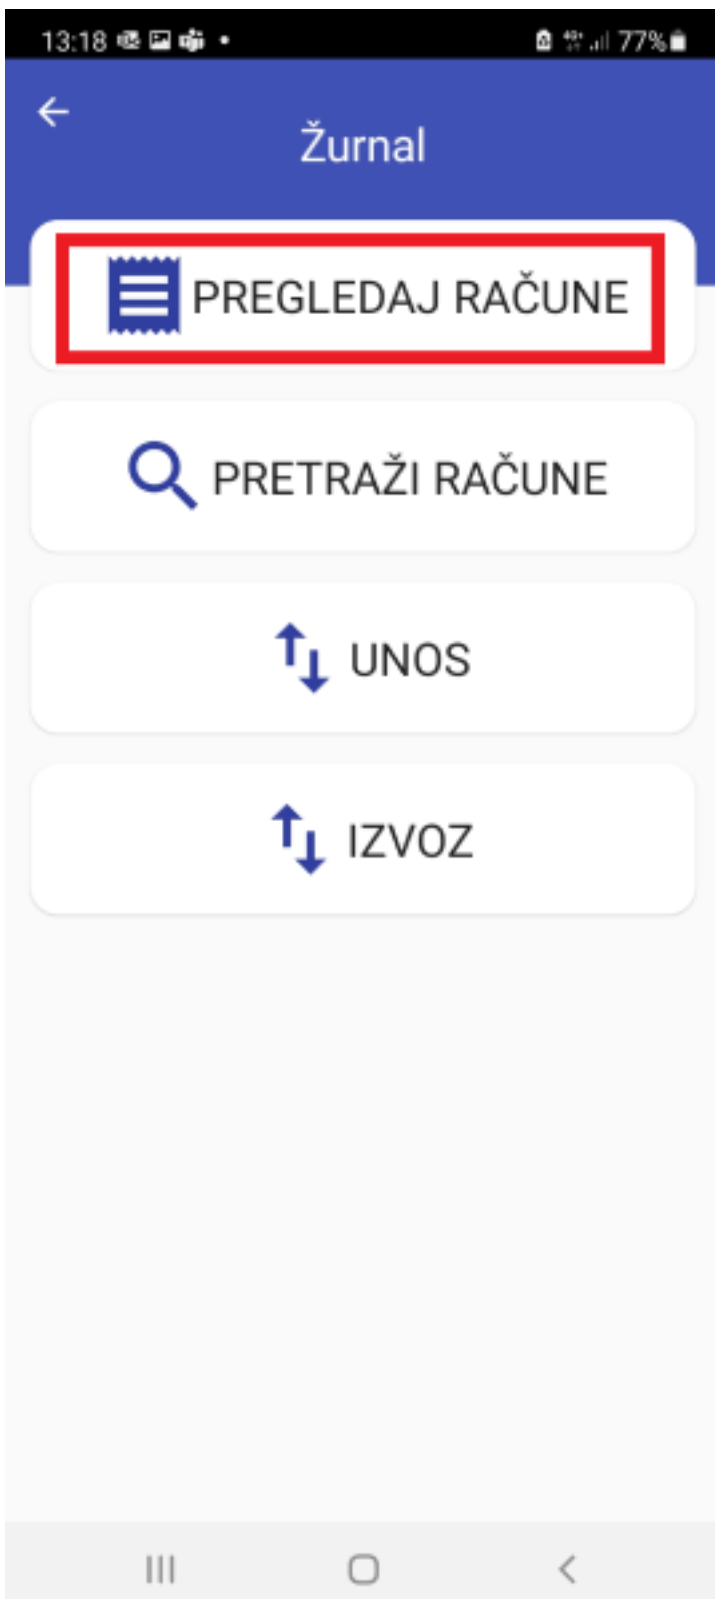 13:18 77%
Žurnal
PREGLEDAJ RAČUNE
PRETRAŽI RAČUNE
UNOS
IZVOZ